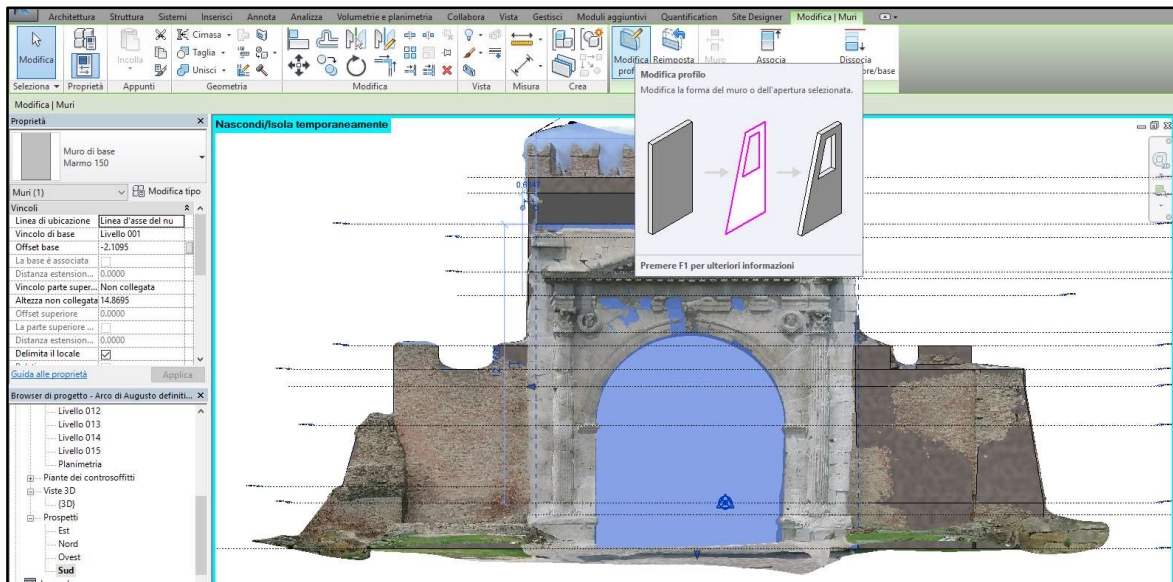 Architettura Struttura Sistemi Inserisci Annota Analizza Volumetrie e planimetria Collabora Vista Gestisci Moduli aggiuntivi Quantification Site Designer Modifica | Muri
Modifica
Incolla
Cimasa
Taglia
Unisci
Modifica profilo
Reimposta
Muro
Associa
Dissocia
ore/base
Seleziona Proprietà Appunti Geometria Modifica Vista Misura Crea
Modifica | Muri
Proprietà
Muro di base
Marmo 150
Muri (1) Modifica tipo
Vincoli
Linea di ubicazione Linea d'asse del nu
Vincolo di base Livello 001
Offset base -2.1095
La base è associata
Distanza estension... 0.0000
Vincolo parte super... Non collegata
Altezza non collegata 14.8695
Offset superiore 0.0000
La parte superiore ...
Distanza estension... 0.0000
Delimita il locale
Guida alle proprietà Applica
Browser di progetto - Arco di Augusto definiti...
Livello 012
Livello 013
Livello 014
Livello 015
Planimetria
Piante dei controsoffitti
Viste 3D
{3D}
Prospetti
Est
Nord
Ovest
Sud
Nascondi/Isola temporaneamente
Modifica profilo
Modifica la forma del muro o dell'apertura selezionata.
Premere F1 per ulteriori informazioni
2D